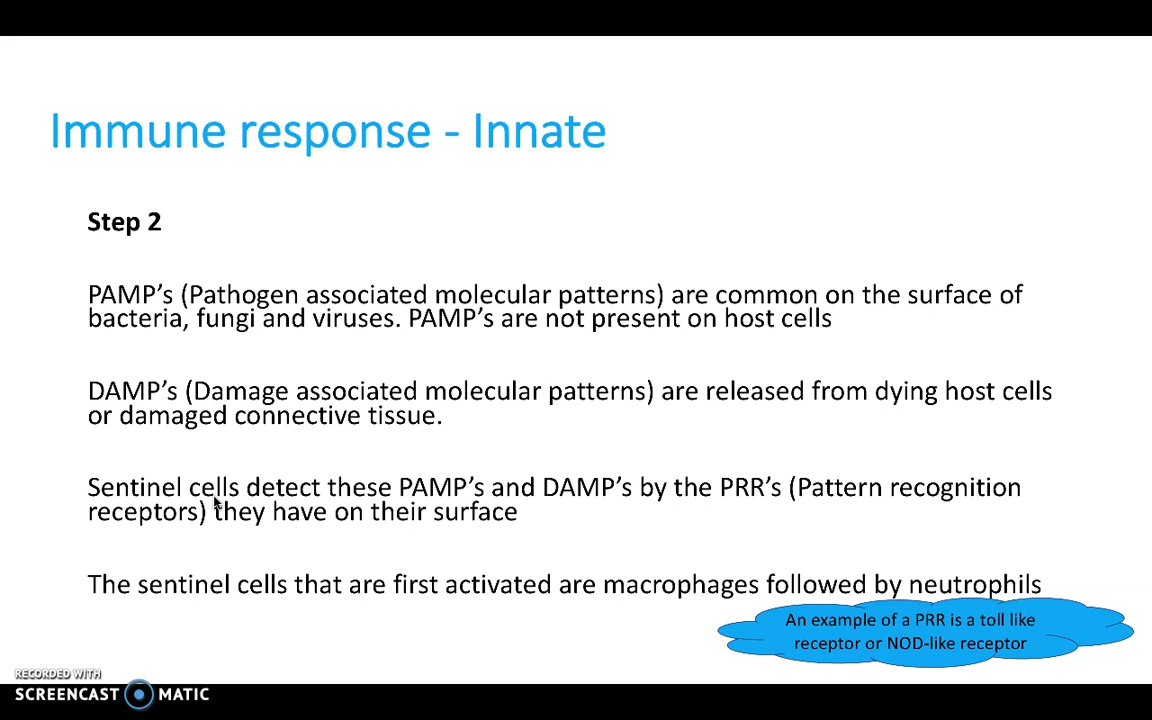 Immune response - Innate
Step 2
PAMP’s (Pathogen associated molecular patterns) are common on the surface of
bacteria, fungi and viruses. PAMP’s are not present on host cells
DAMP’s (Damage associated molecular patterns) are released from dying host cells
or damaged connective tissue.
Sentinel cells detect these PAMP’s and DAMP’s by the PRR’s (Pattern recognition
receptors) they have on their surface
The sentinel cells that are first activated are macrophages followed by neutrophils
An example of a PRR is a toll like
receptor or NOD-like receptor
RECORDED WITH
SCREENCAST MATIC